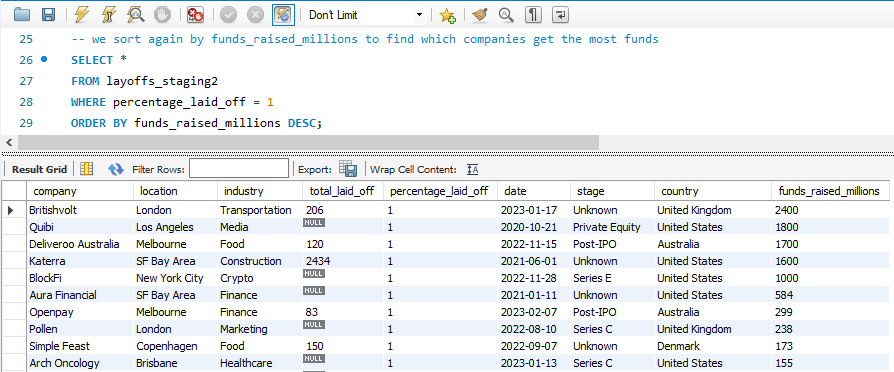 Don't Limit
25 -- we sort again by funds_raised_millions to find which companies get the most funds
26 SELECT *
27 FROM layoffs_staging2
28 WHERE percentage_laid_off = 1
29 ORDER BY funds_raised_millions DESC;
Result Grid Filter Rows: Export: Wrap Cell Content: IA
company location industry total_laid_off percentage_laid_off date stage country funds_raised_millions
Britishvolt London Transportation 206 1 2023-01-17 Unknown United Kingdom 2400
Quibi Los Angeles Media NULL 1 2020-10-21 Private Equity United States 1800
Deliveroo Australia Melbourne Food 120 1 2022-11-15 Post-IPO Australia 1700
Katerra SF Bay Area Construction 2434 1 2021-06-01 Unknown United States 1600
BlockFi New York City Crypto NULL 1 2022-11-28 Series E United States 1000
Aura Financial SF Bay Area Finance NULL 1 2021-01-11 Unknown United States 584
Openpay Melbourne Finance 83 1 2023-02-07 Post-IPO Australia 299
Pollen London Marketing NULL 1 2022-08-10 Series C United Kingdom 238
Simple Feast Copenhagen Food 150 1 2022-09-07 Unknown Denmark 173
Arch Oncology Brisbane Healthcare NULL 1 2023-01-13 Series C United States 155